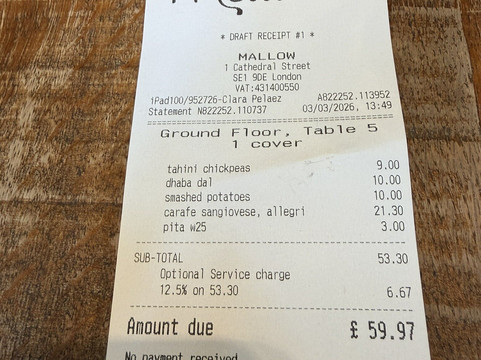 * DRAFT RECEIPT #1 *
MALLOW
1 Cathedral Street
SE1 9DE London
VAT:431400550
iPad100/952726-Clara Pelaez A822252.113952
Statement N822252.110737 03/03/2026, 13:49
Ground Floor, Table 5
1 cover
tahini chickpeas 9.00
dhaba dal 10.00
smashed potatoes 10.00
carafe sangiovese, allegri 21.30
pita w25 3.00
SUB-TOTAL 53.30
Optional Service charge
12.5% on 53.30 6.67
Amount due £ 59.97
No payment received